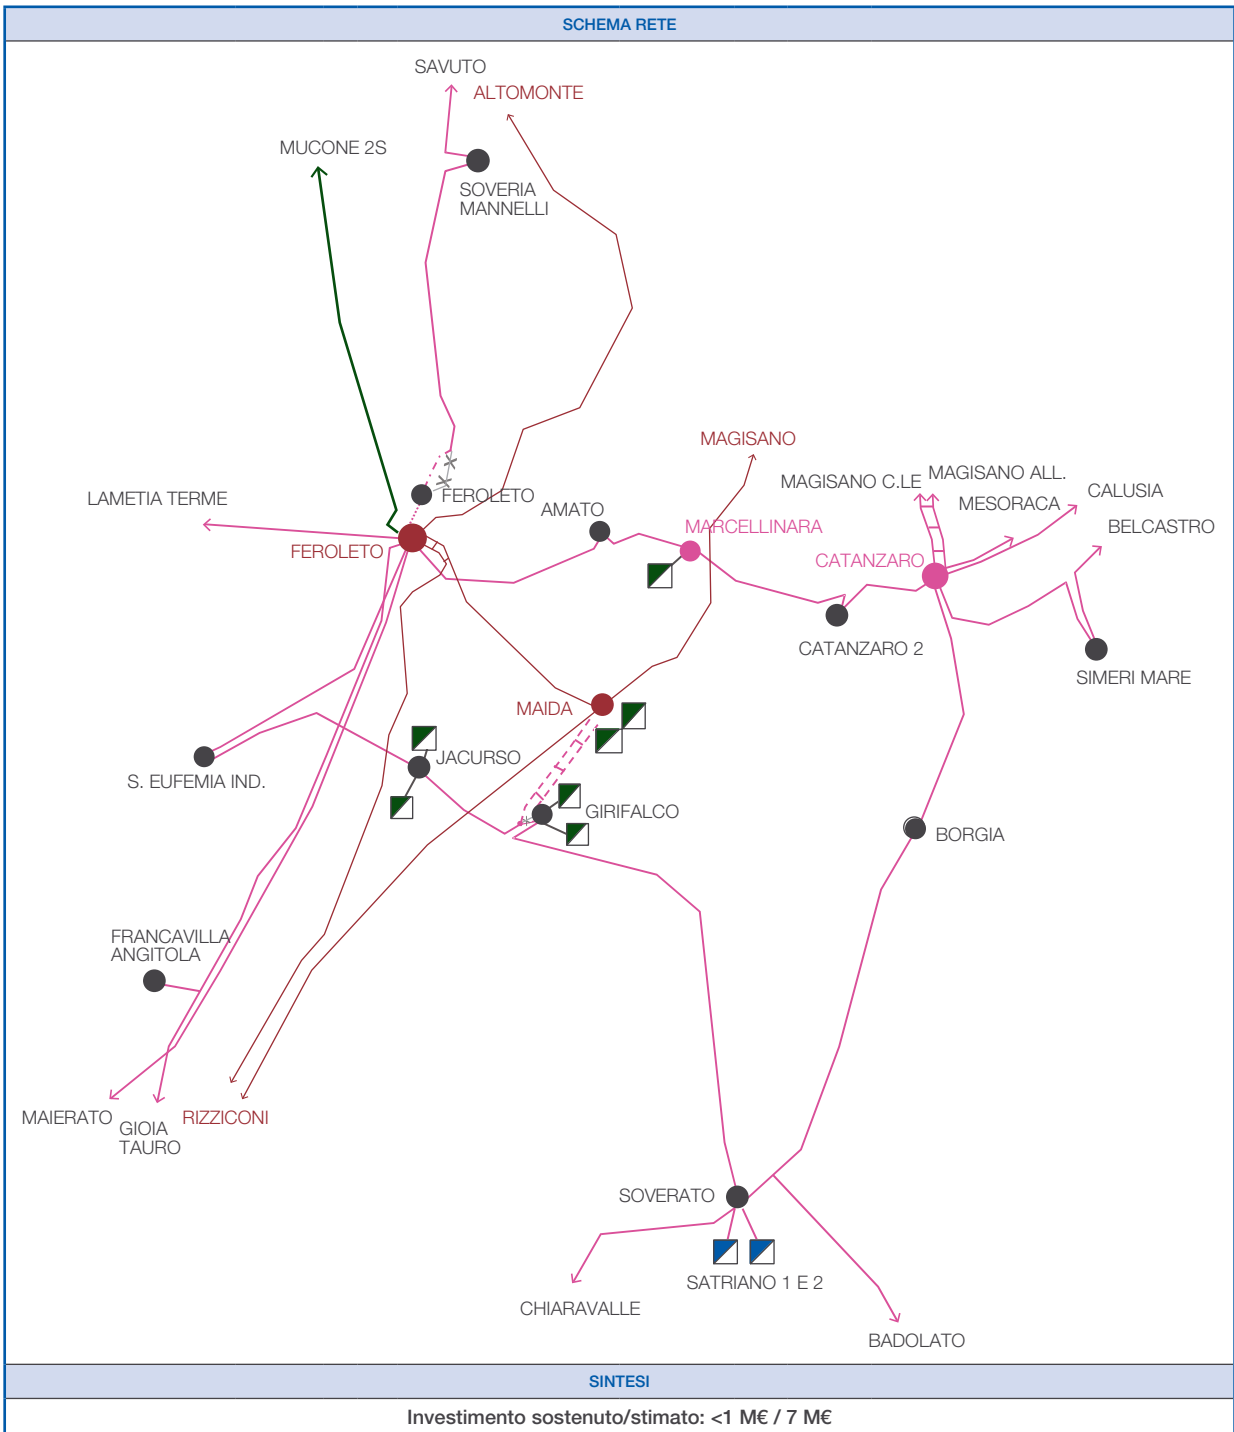 SCHEMA RETE
SAVUTO
ALTOMONTE
MUCONE 2S
SOVERIA
MANNELLI
MAGISANO
MAGISANO C.LE
MAGISANO ALL.
MESORACA
CALUSIA
BELCASTRO
LAMETIA TERME
FEROLETO
AMATO
MARCELLINARA
FEROLETO
CATANZARO
CATANZARO 2
SIMERI MARE
MAIDA
S. EUFEMIA IND.
JACURSO
GIRIFALCO
BORGIA
FRANCAVILLA
ANGITOLA
MAIERATO
GIOIA
TAURO
RIZZICONI
SOVERATO
SATRIANO 1 E 2
CHIARAVALLE
BADOLATO
SINTESI
Investimento sostenuto/stimato: <1 M€ / 7 M€